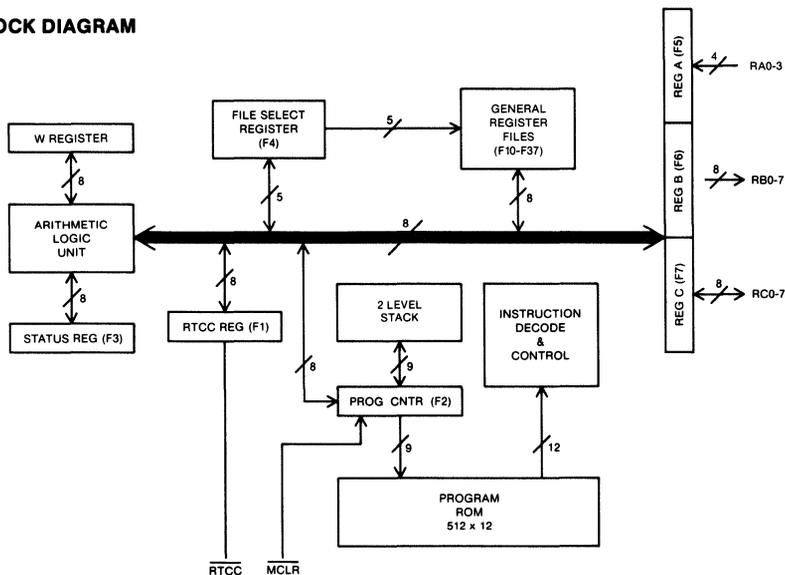 OCK DIAGRAM
W REGISTER
8
ARITHMETIC
LOGIC
UNIT
8
STATUS REG (F3)
FILE SELECT
REGISTER
(F4)
5
5
GENERAL
REGISTER
FILES
(F10-F37)
8
8
8
RTCC REG (F1)
8
2 LEVEL
STACK
9
PROG CNTR (F2)
9
INSTRUCTION
DECODE
&
CONTROL
12
PROGRAM
ROM
512 x 12
RTCC
MCLR
REG A (F5)
4
RA0-3
REG B (F6)
8
RB0-7
REG C (F7)
8
RC0-7